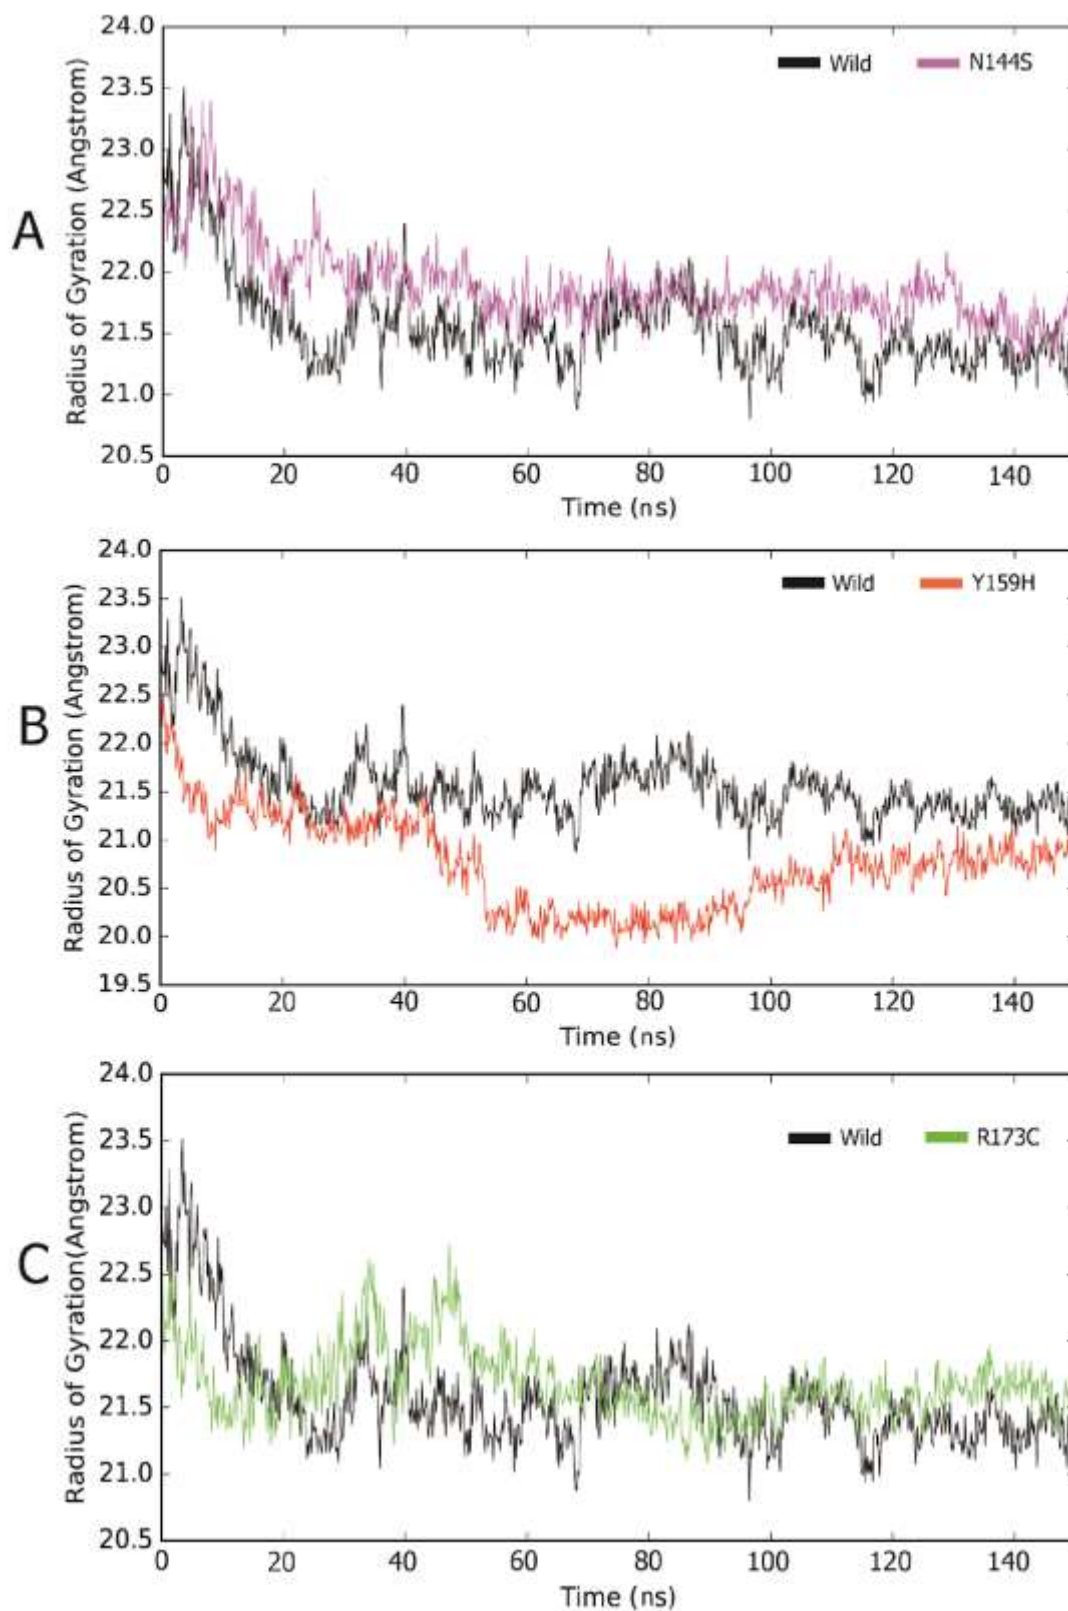 A
Radius of Gyration (Angstrom)
24.0
23.5
23.0
22.5
22.0
21.5
21.0
20.5
Wild N144S
0 20 40 60 80 100 120 140
Time (ns)
B
Radius of Gyration (Angstrom)
24.0
23.5
23.0
22.5
22.0
21.5
21.0
20.5
20.0
19.5
Wild Y159H
0 20 40 60 80 100 120 140
Time (ns)
C
Radius of Gyration(Angstrom)
24.0
23.5
23.0
22.5
22.0
21.5
21.0
20.5
Wild R173C
0 20 40 60 80 100 120 140
Time (ns)